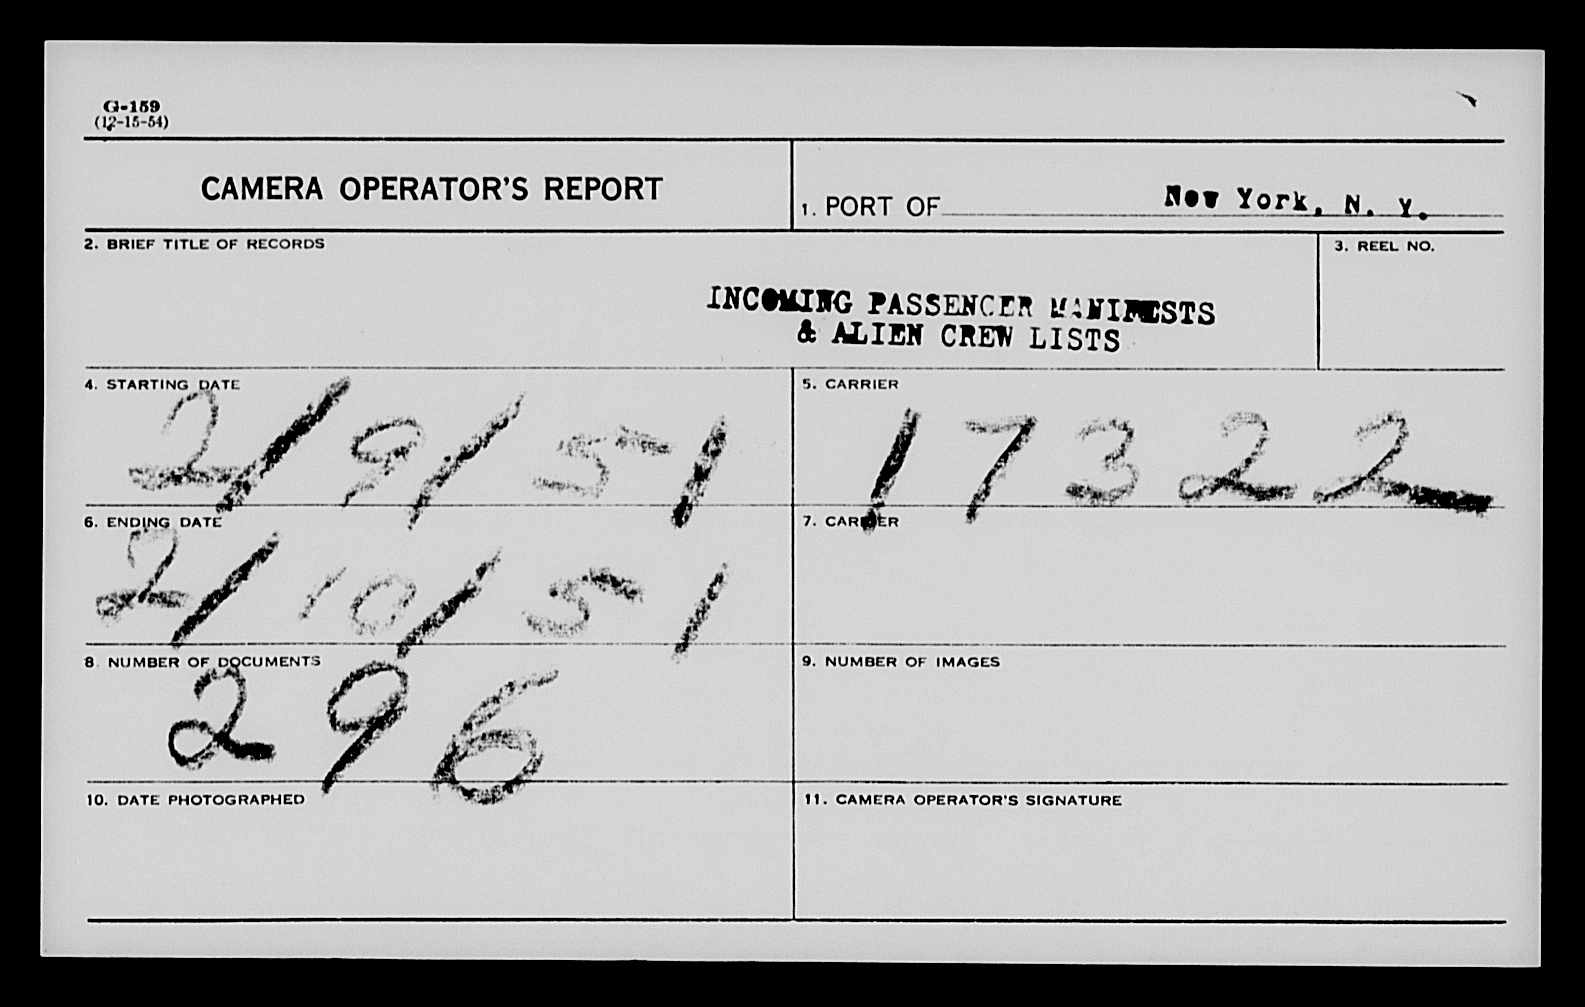 G-159
(12-15-54)
CAMERA OPERATOR'S REPORT
1. PORT OF New York, N. Y.
2. BRIEF TITLE OF RECORDS
3. REEL NO.
INCOMING PASSENGER MANIFESTS
& ALIEN CREW LISTS
4. STARTING DATE
2/9/51
5. CARRIER
17322
6. ENDING DATE
2/10/51
7. CARRIER
8. NUMBER OF DOCUMENTS
296
9. NUMBER OF IMAGES
10. DATE PHOTOGRAPHED
11. CAMERA OPERATOR'S SIGNATURE